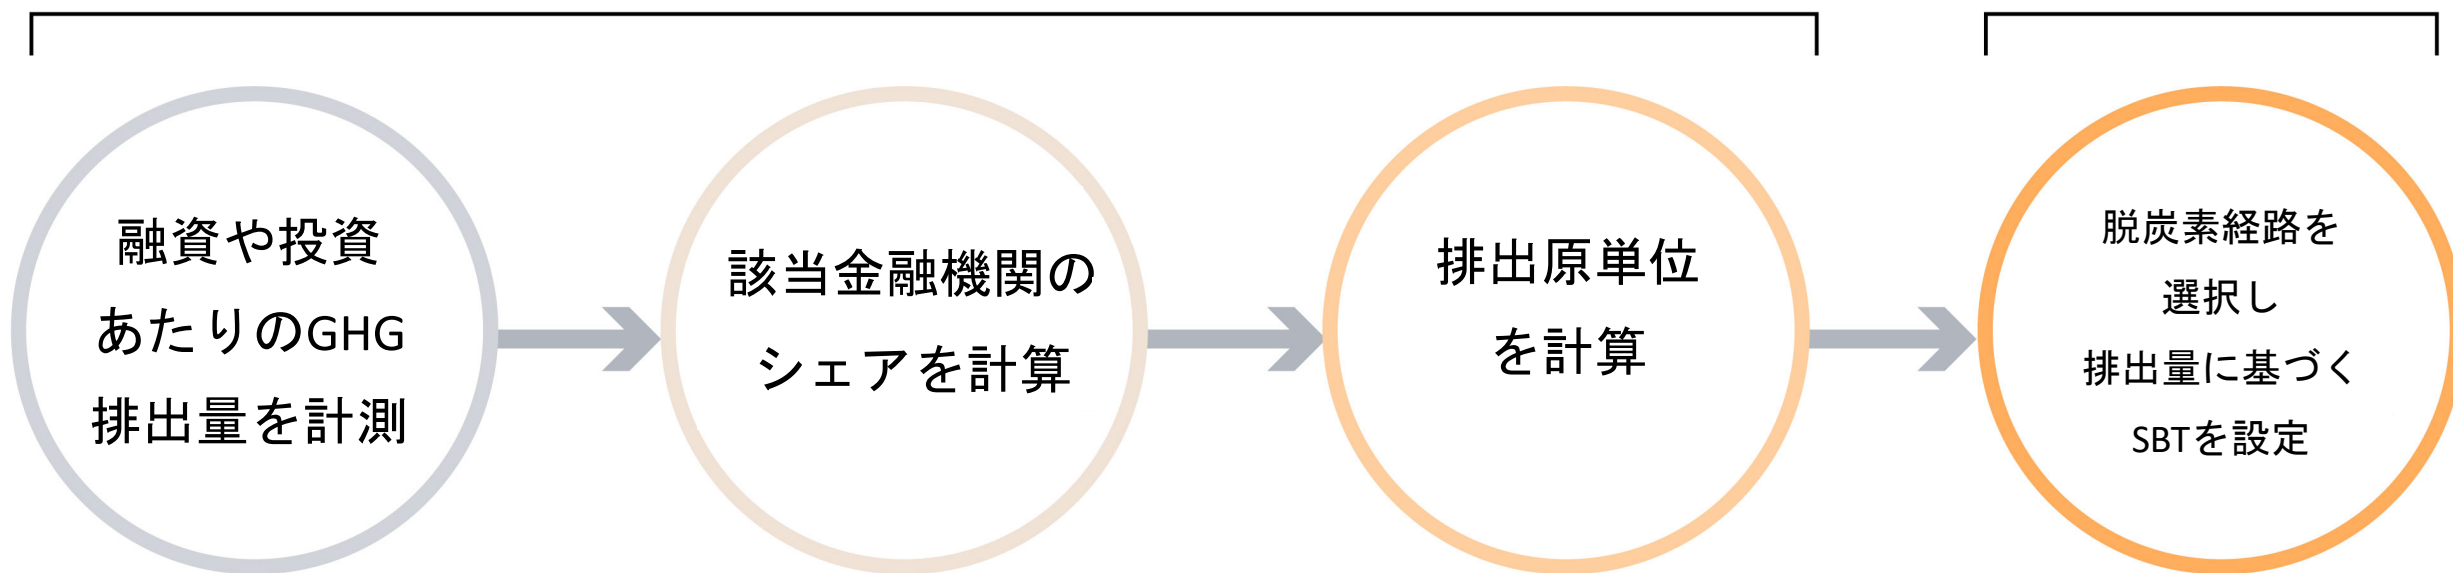 融資や投資
あたりのGHG
排出量を計測
該当金融機関の
シェアを計算
排出原単位
を計算
脱炭素経路を
選択し
排出量に基づく
SBTを設定